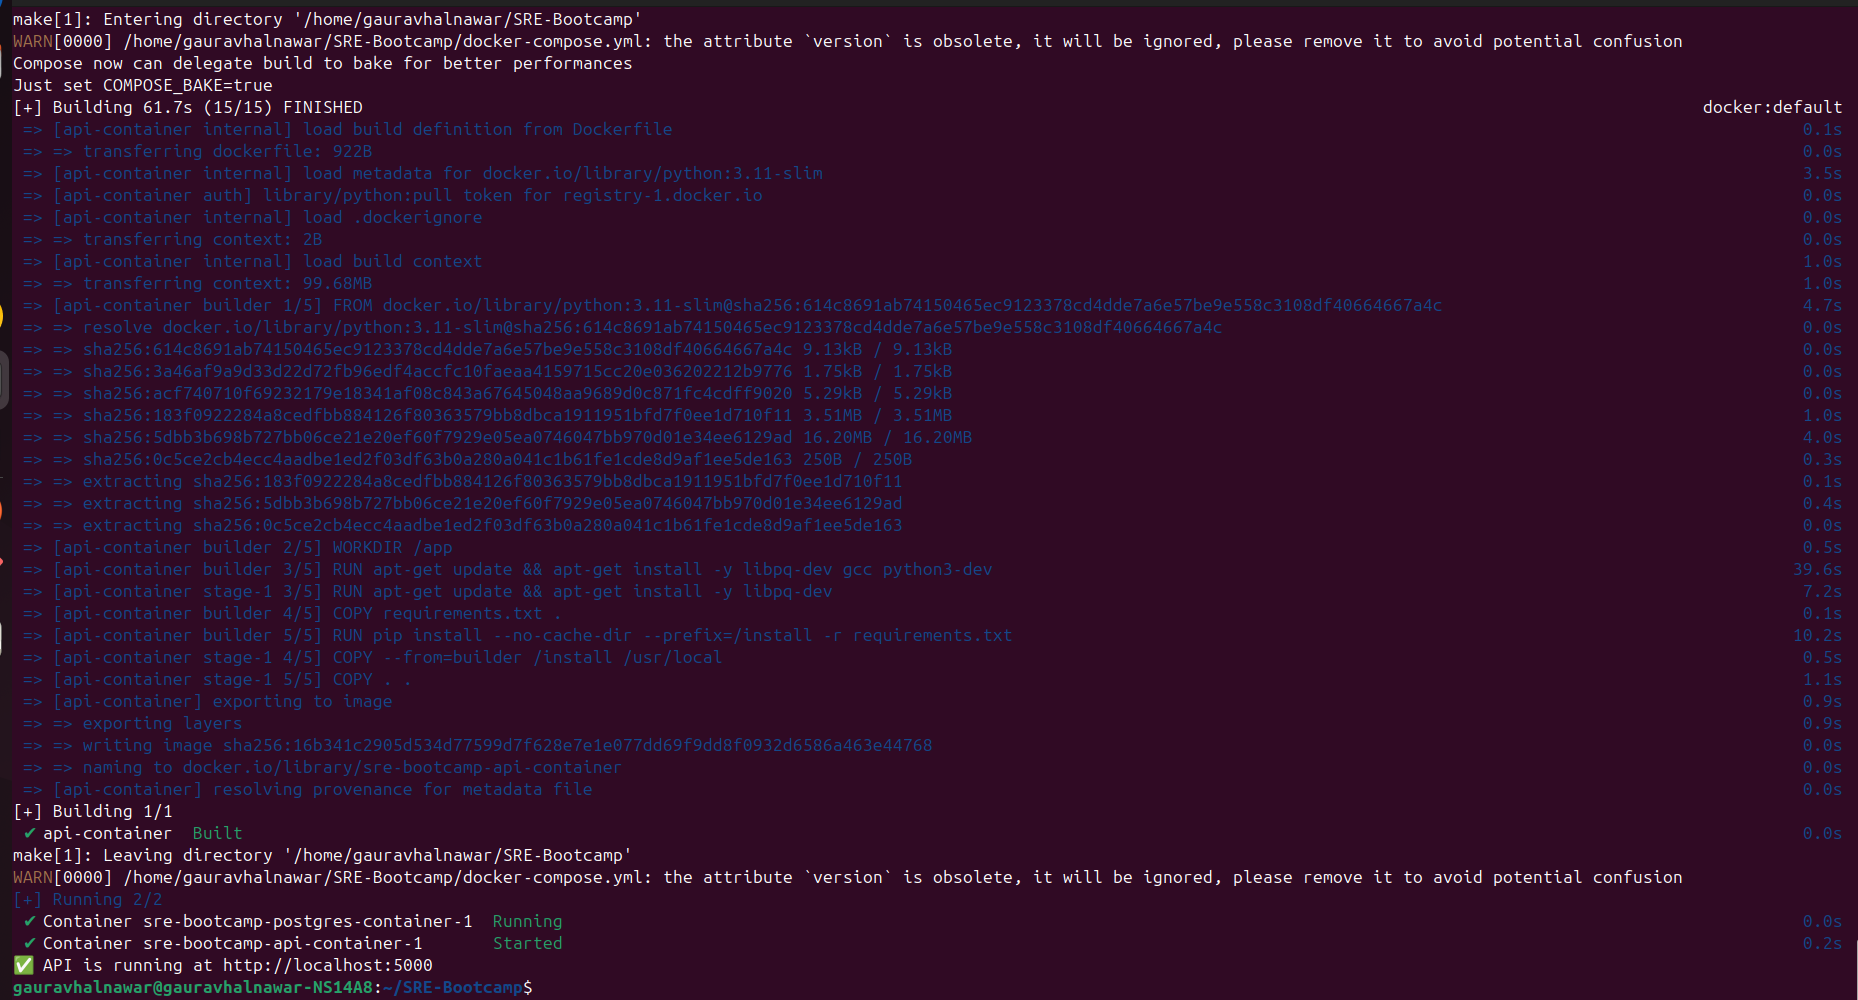 make[1]: Entering directory '/home/gauravhalnawar/SRE-Bootcamp'
WARN[0000] /home/gauravhalnawar/SRE-Bootcamp/docker-compose.yml: the attribute `version` is obsolete, it will be ignored, please remove it to avoid potential confusion
Compose now can delegate build to bake for better performances
Just set COMPOSE_BAKE=true
[+] Building 61.7s (15/15) FINISHED docker:default
=> [api-container internal] load build definition from Dockerfile 0.1s
=> => transferring dockerfile: 922B 0.0s
=> [api-container internal] load metadata for docker.io/library/python:3.11-slim 3.5s
=> [api-container auth] library/python:pull token for registry-1.docker.io 0.0s
=> [api-container internal] load .dockerignore 0.0s
=> => transferring context: 2B 0.0s
=> [api-container internal] load build context 1.0s
=> => transferring context: 99.68MB 1.0s
=> [api-container builder 1/5] FROM docker.io/library/python:3.11-slim@sha256:614c8691ab74150465ec9123378cd4dde7a6e57be9e558c3108df40664667a4c 4.7s
=> => resolve docker.io/library/python:3.11-slim@sha256:614c8691ab74150465ec9123378cd4dde7a6e57be9e558c3108df40664667a4c 0.0s
=> => sha256:614c8691ab74150465ec9123378cd4dde7a6e57be9e558c3108df40664667a4c 9.13kB / 9.13kB 0.0s
=> => sha256:3a46af9a9d33d22d72fb96edf4accfc10faeaa4159715cc20e036202212b9776 1.75kB / 1.75kB 0.0s
=> => sha256:acf740710f69232179e18341af08c843a67645048aa9689d0c871fc4cdff9020 5.29kB / 5.29kB 0.0s
=> => sha256:183f0922284a8cedfbb884126f80363579bb8dbca1911951bfd7f0ee1d710f11 3.51MB / 3.51MB 1.0s
=> => sha256:5dbb3b698b727bb06ce21e20ef60f7929e05ea0746047bb970d01e34ee6129ad 16.20MB / 16.20MB 4.0s
=> => sha256:0c5ce2cb4ecc4aadbe1ed2f03df63b0a280a041c1b61fe1cde8d9af1ee5de163 250B / 250B 0.3s
=> => extracting sha256:183f0922284a8cedfbb884126f80363579bb8dbca1911951bfd7f0ee1d710f11 0.1s
=> => extracting sha256:5dbb3b698b727bb06ce21e20ef60f7929e05ea0746047bb970d01e34ee6129ad 0.4s
=> => extracting sha256:0c5ce2cb4ecc4aadbe1ed2f03df63b0a280a041c1b61fe1cde8d9af1ee5de163 0.0s
=> [api-container builder 2/5] WORKDIR /app 0.5s
=> [api-container builder 3/5] RUN apt-get update && apt-get install -y libpq-dev gcc python3-dev 39.6s
=> [api-container stage-1 3/5] RUN apt-get update && apt-get install -y libpq-dev 7.2s
=> [api-container builder 4/5] COPY requirements.txt . 0.1s
=> [api-container builder 5/5] RUN pip install --no-cache-dir --prefix=/install -r requirements.txt 10.2s
=> [api-container stage-1 4/5] COPY --from=builder /install /usr/local 0.5s
=> [api-container stage-1 5/5] COPY . . 1.1s
=> [api-container] exporting to image 0.9s
=> => exporting layers 0.9s
=> => writing image sha256:16b341c2905d534d77599d7f628e7e1e077dd69f9dd8f0932d6586a463e44768 0.0s
=> => naming to docker.io/library/sre-bootcamp-api-container 0.0s
=> [api-container] resolving provenance for metadata file 0.0s
[+] Building 1/1
✔ api-container Built 0.0s
make[1]: Leaving directory '/home/gauravhalnawar/SRE-Bootcamp'
WARN[0000] /home/gauravhalnawar/SRE-Bootcamp/docker-compose.yml: the attribute `version` is obsolete, it will be ignored, please remove it to avoid potential confusion
[+] Running 2/2
✔ Container sre-bootcamp-postgres-container-1 Running 0.0s
✔ Container sre-bootcamp-api-container-1 Started 0.2s
✅ API is running at http://localhost:5000
gauravhalnawar@gauravhalnawar-NS14A8:~/SRE-Bootcamp$